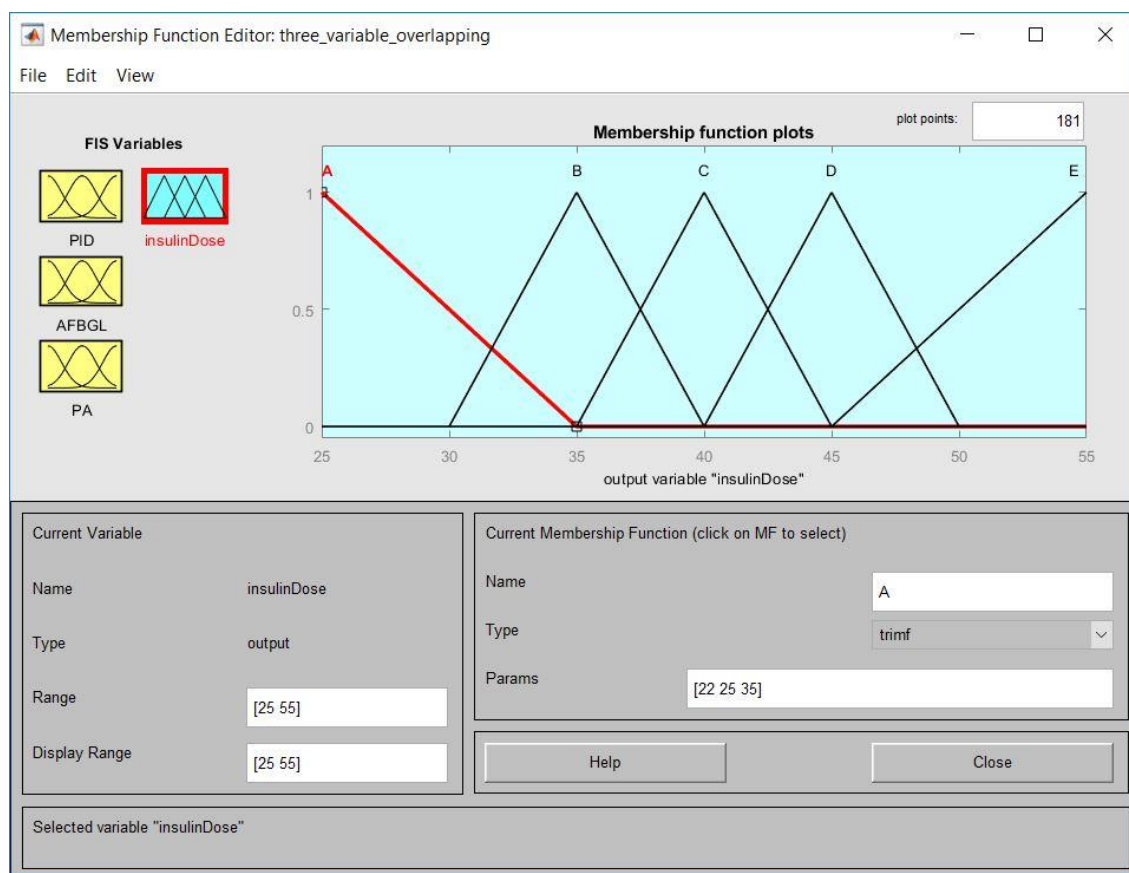 Membership Function Editor: three_variable_overlapping
File Edit View
FIS Variables
PID
insulinDose
AFBGL
PA
plot points:
181
Membership function plots
A B C D E
1
0.5
0
25 30 35 40 45 50 55
output variable "insulinDose"
Current Variable
Name insulinDose
Type output
Range [25 55]
Display Range [25 55]
Current Membership Function (click on MF to select)
Name A
Type trimf
Params [22 25 35]
Help Close
Selected variable "insulinDose"